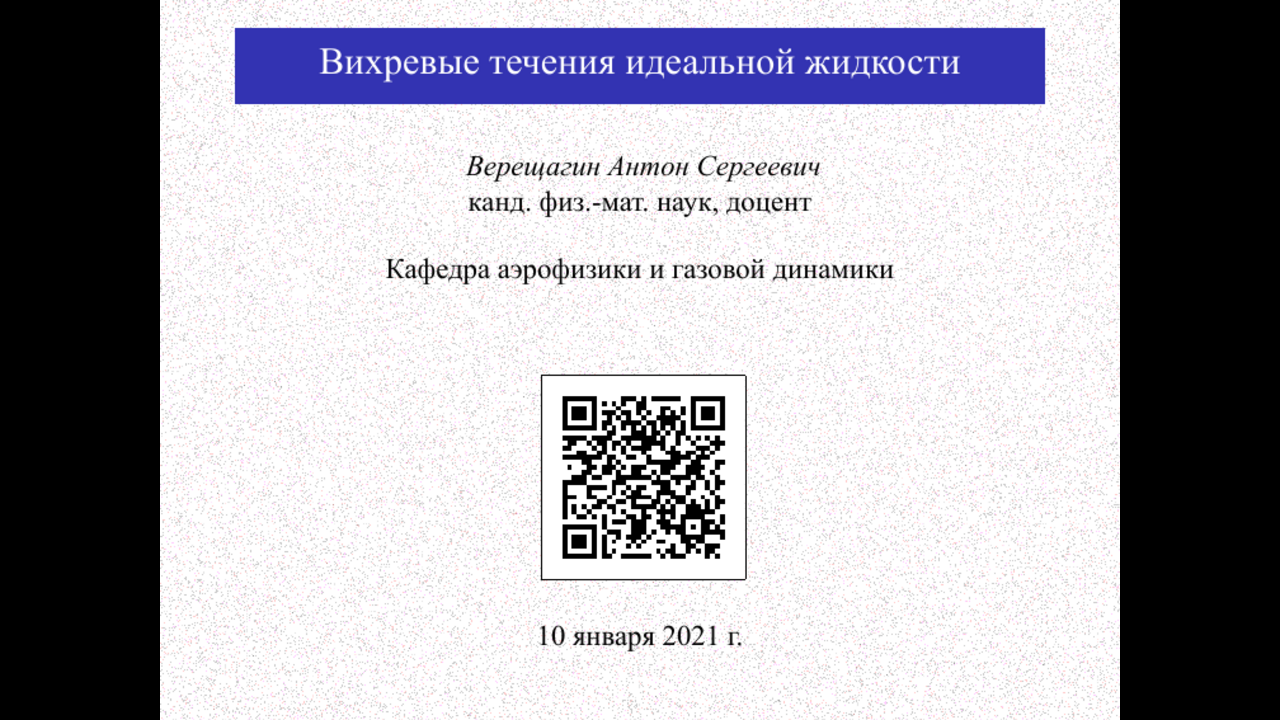 Вихревые течения идеальной жидкости
Верещагин Антон Сергеевич
канд. физ.-мат. наук, доцент
Кафедра аэрофизики и газовой динамики
10 января 2021 г.